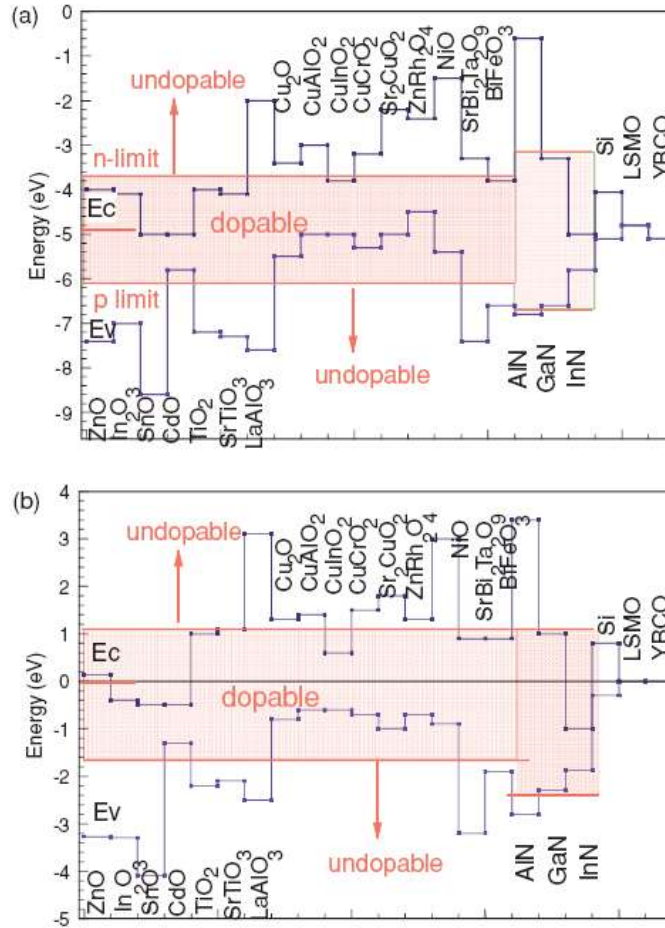 (a)
0
-1
-2
-3
-4
-5
-6
-7
-8
-9
Energy (eV)
undopable
n-limit
Ec
dopable
p limit
Ev
undopable
ZnO
In2O3
SnO
CdO
TiO2
SrTiO3
LaAlO3
Cu2O
CuAlO2
CuInO2
CuCrO2
Sr2CuO2
ZnRh2O4
NiO
SrBi2Ta2O9
BiFeO3
AlN
GaN
InN
Si
LSMO
YBCO
(b)
4
3
2
1
0
-1
-2
-3
-4
-5
Energy (eV)
undopable
Ec
dopable
Ev
undopable
ZnO
In2O3
SnO
CdO
TiO2
SrTiO3
LaAlO3
Cu2O
CuAlO2
CuInO2
CuCrO2
Sr2CuO2
ZnRh2O4
NiO
SrBi2Ta2O9
BiFeO3
AlN
GaN
InN
Si
LSMO
YBCO